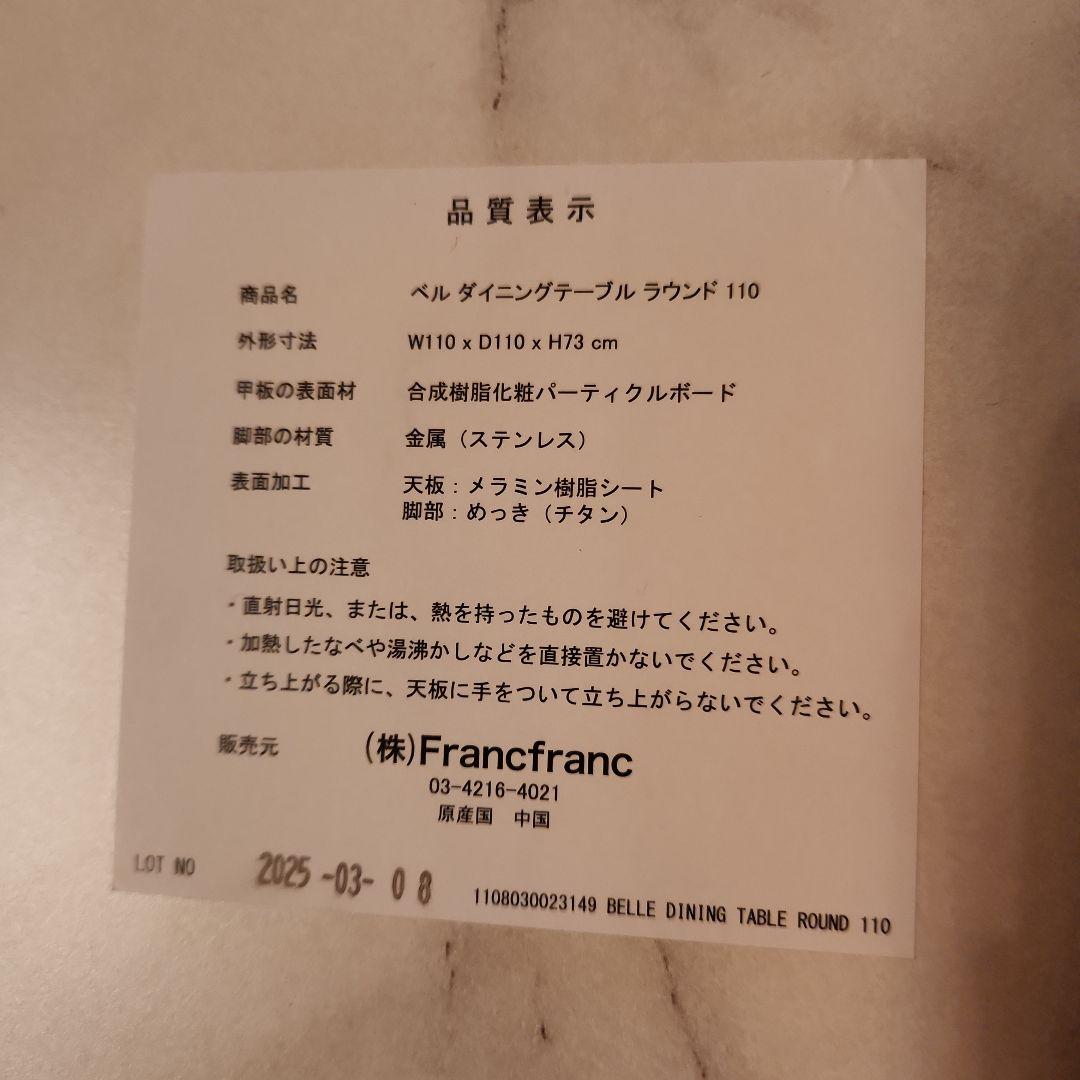 品質表示
商品名 ベル ダイニングテーブル ラウンド 110
外形寸法 W110 x D110 x H73 cm
甲板の表面材 合成樹脂化粧パーティクルボード
脚部の材質 金属（ステンレス）
表面加工 天板：メラミン樹脂シート
脚部：めっき（チタン）
取扱い上の注意
・直射日光、または、熱を持ったものを避けてください。
・加熱したなべや湯沸かしなどを直接置かないでください。
・立ち上がる際に、天板に手をついて立ち上がらないでください。
販売元 (株)Francfranc
03-4216-4021
原産国 中国
LOT NO 2025-03-08
1108030023149 BELLE DINING TABLE ROUND 110